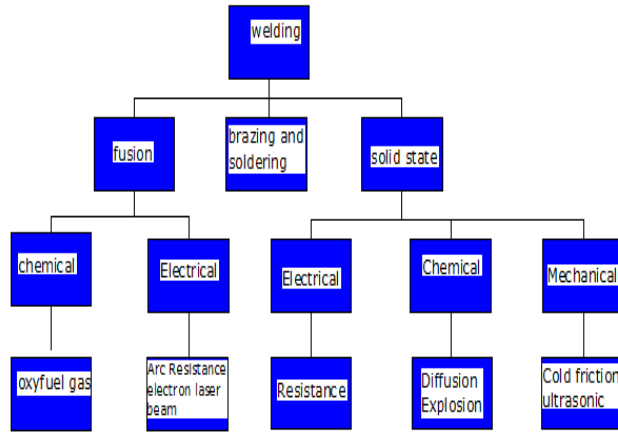 welding
fusion
brazing and
soldering
solid state
chemical
Electrical
Electrical
Chemical
Mechanical
oxyfuel gas
Arc Resistance
electron laser
beam
Resistance
Diffusion
Explosion
Cold friction
ultrasonic